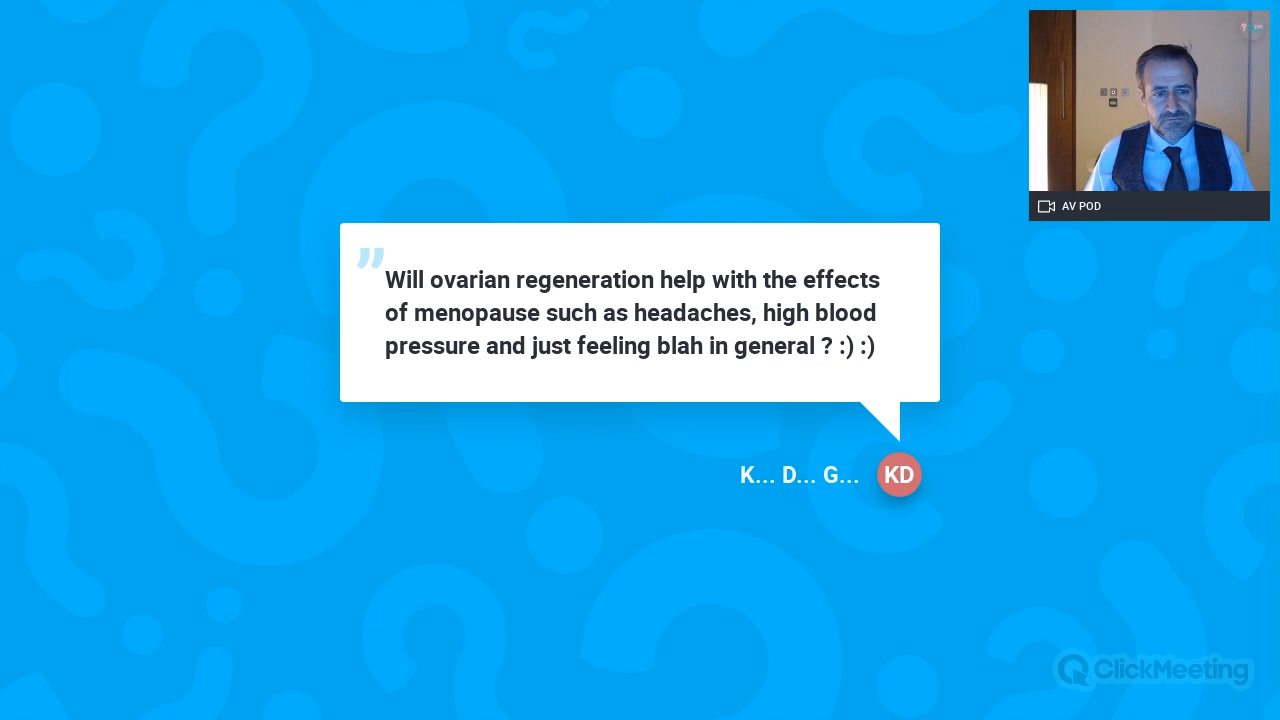 AV POD
Will ovarian regeneration help with the effects
of menopause such as headaches, high blood
pressure and just feeling blah in general ? :) :)
K... D... G...
KD
ClickMeeting